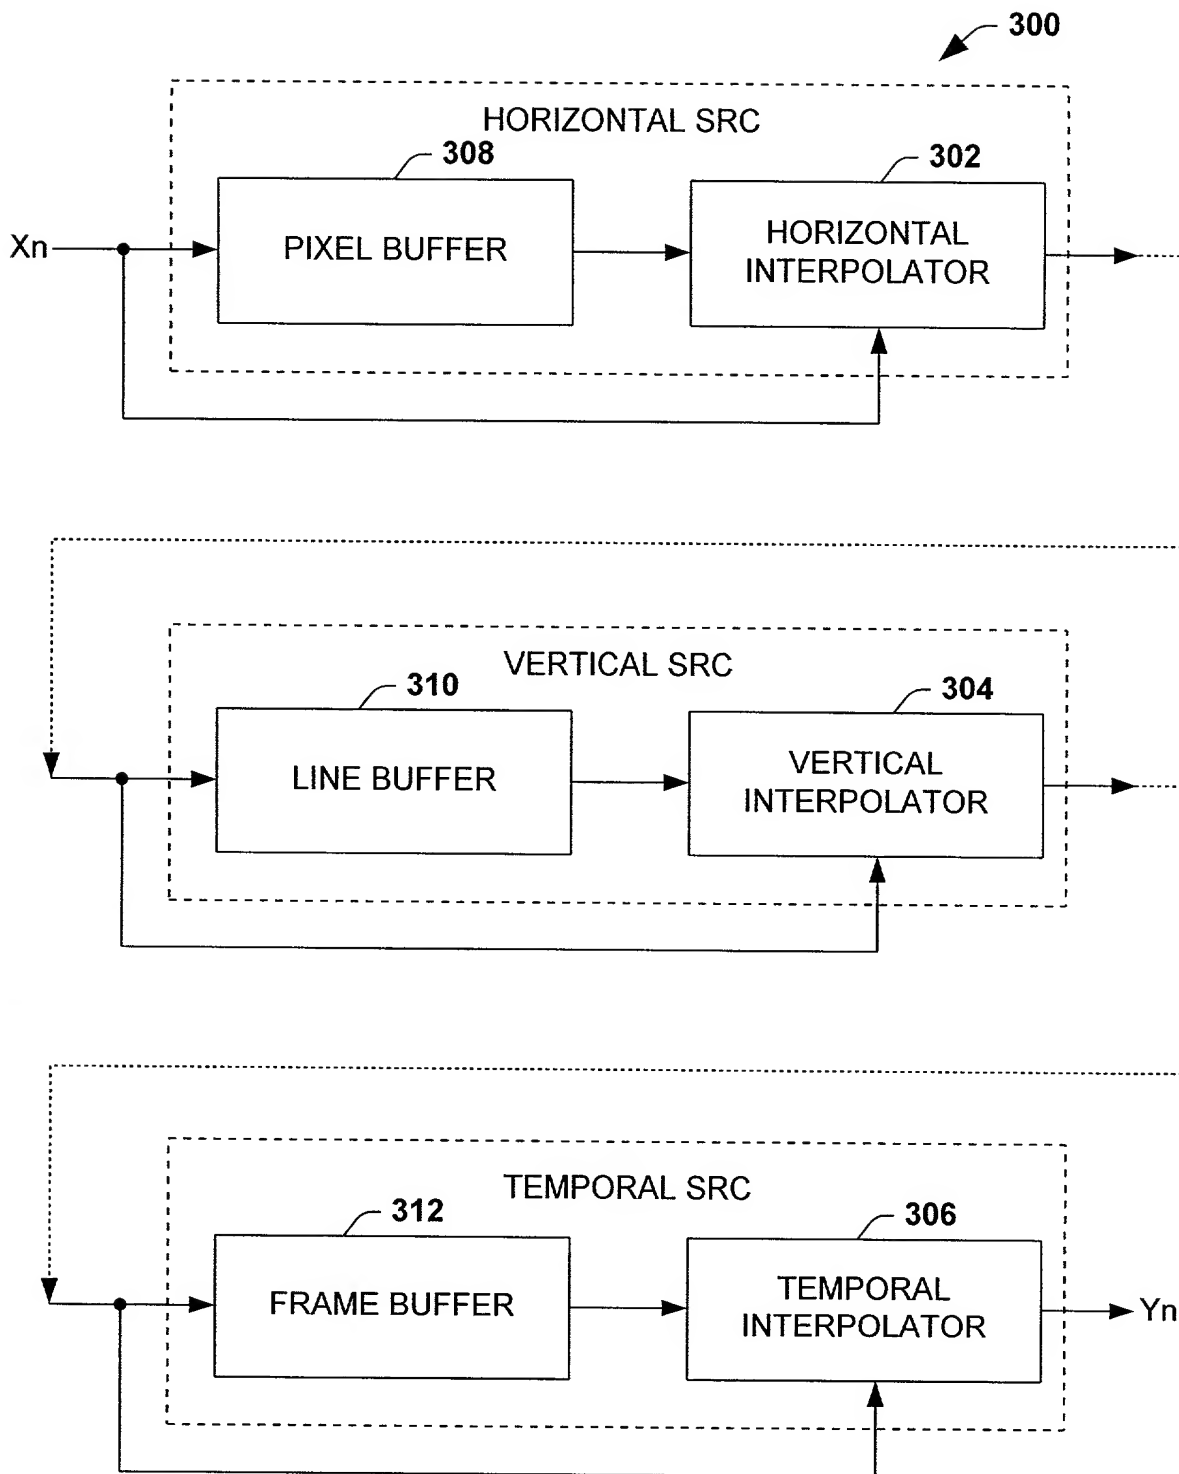 300
HORIZONTAL SRC
308
302
Xn
PIXEL BUFFER
HORIZONTAL
INTERPOLATOR
VERTICAL SRC
310
304
LINE BUFFER
VERTICAL
INTERPOLATOR
TEMPORAL SRC
312
306
FRAME BUFFER
TEMPORAL
INTERPOLATOR
Yn